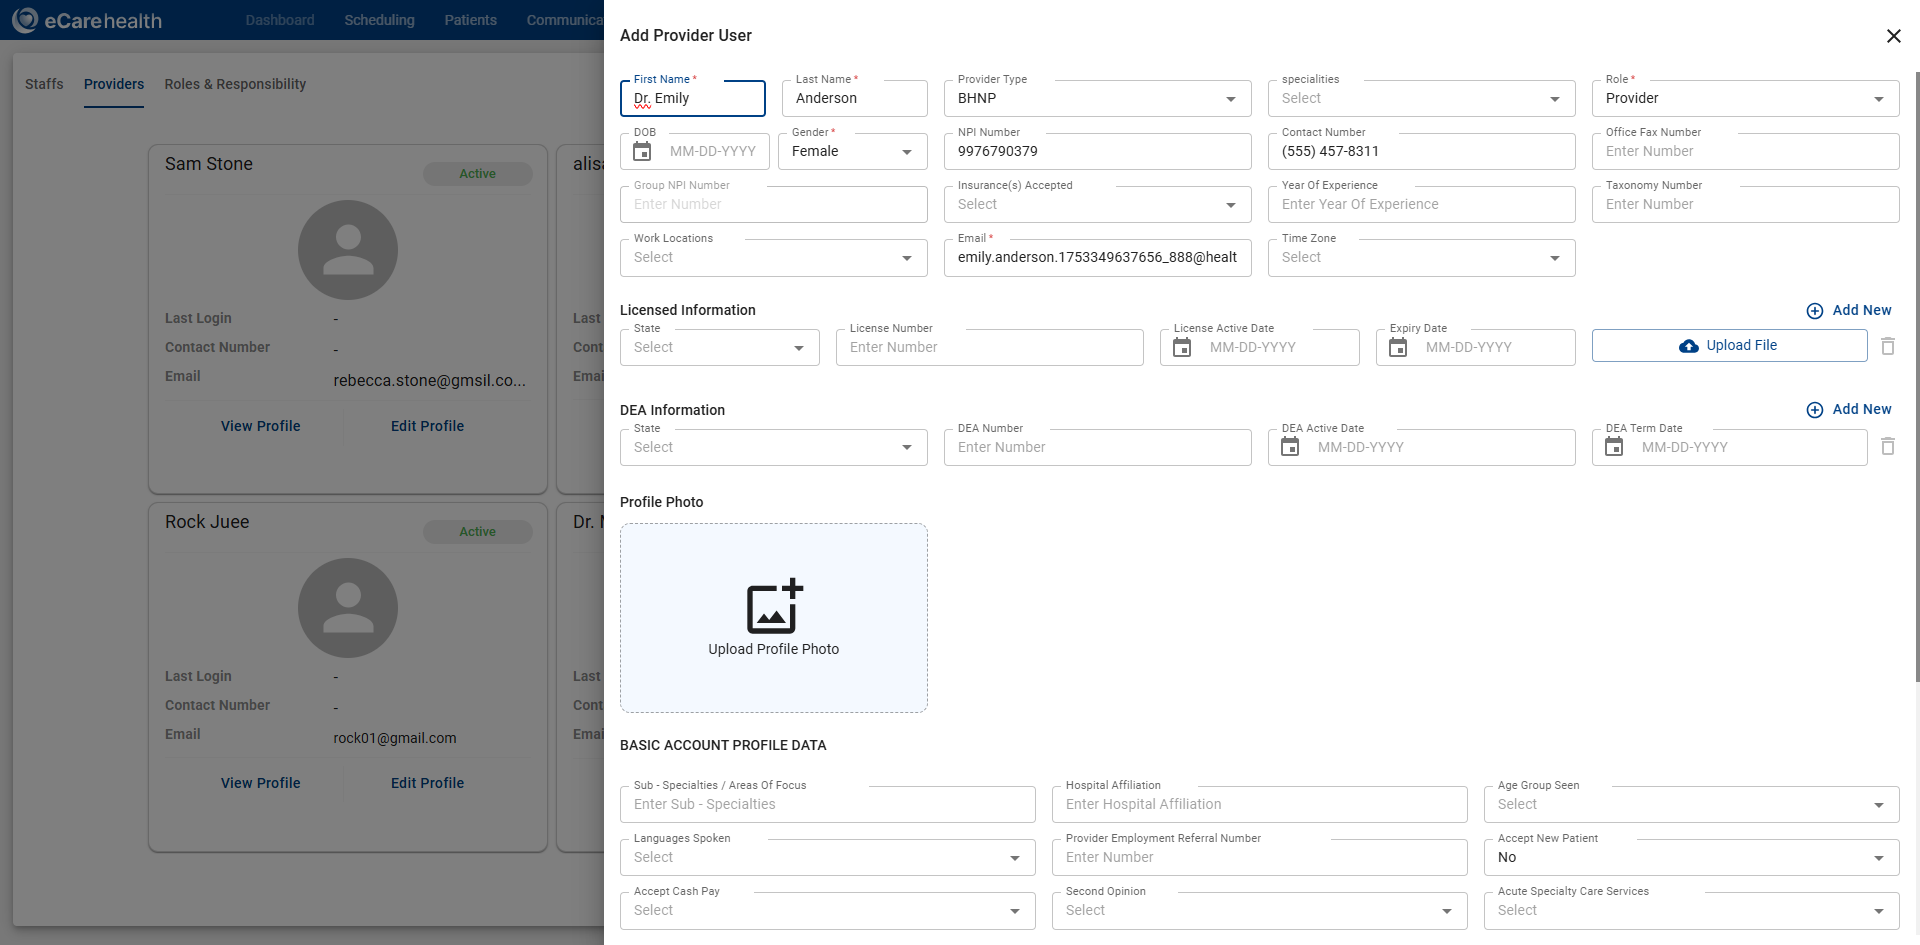 eCarehealth
Dashboard Scheduling Patients
Staffs Providers Roles & Responsibility
Sam Stone
Active
Last Login -
Contact Number -
Email rebecca.stone@gmsil.co...
View Profile Edit Profile
Rock Juee
Active
Last Login -
Contact Number -
Email rock01@gmail.com
View Profile Edit Profile
Dr.
Add Provider User
First Name * Last Name * Provider Type specialities Role *
Dr. Emily Anderson BHNP Select Provider
DOB Gender * NPI Number Contact Number Office Fax Number
MM-DD-YYYY Female 9976790379 (555) 457-8311 Enter Number
Group NPI Number Insurance(s) Accepted Year Of Experience Taxonomy Number
Enter Number Select Enter Year Of Experience Enter Number
Work Locations Email * Time Zone
Select emily.anderson.1753349637656_888@healt Select
Licensed Information Add New
State License Number License Active Date Expiry Date
Select Enter Number MM-DD-YYYY MM-DD-YYYY Upload File
DEA Information Add New
State DEA Number DEA Active Date DEA Term Date
Select Enter Number MM-DD-YYYY MM-DD-YYYY
Profile Photo
Upload Profile Photo
BASIC ACCOUNT PROFILE DATA
Sub - Specialties / Areas Of Focus Hospital Affiliation Age Group Seen
Enter Sub - Specialties Enter Hospital Affiliation Select
Languages Spoken Provider Employment Referral Number Accept New Patient
Select Enter Number No
Accept Cash Pay Second Opinion Acute Specialty Care Services
Select Select Select